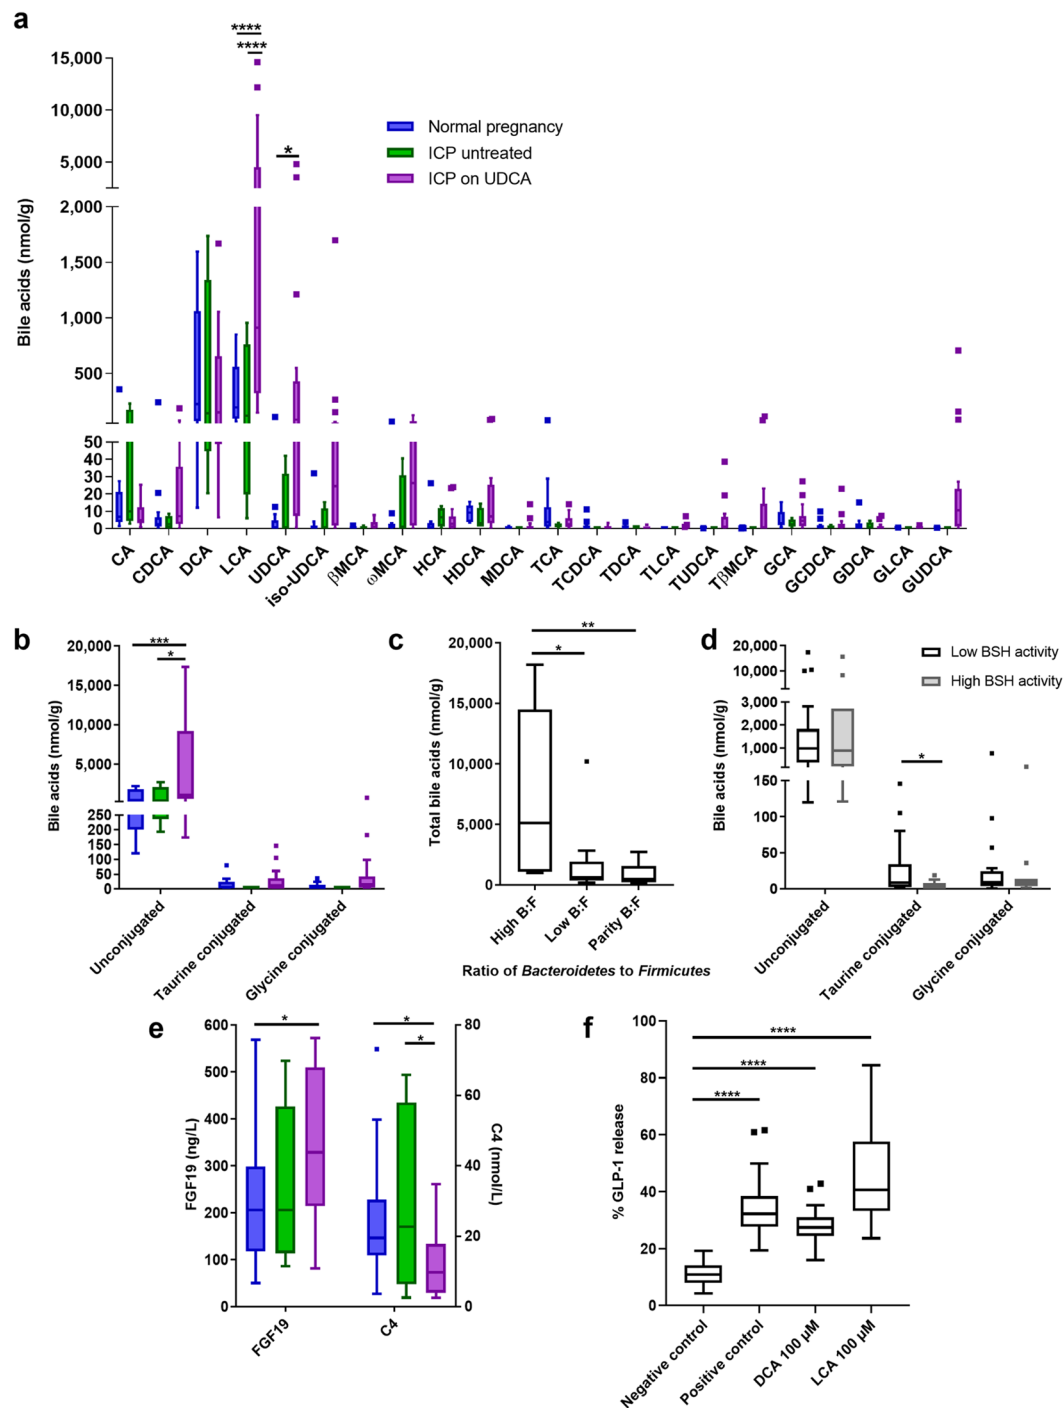 a
****
****
*
15,000
10,000
5,000
2,000
1,500
1,000
500
50
40
30
20
10
0
Bile acids (nmol/g)
Normal pregnancy
ICP untreated
ICP on UDCA
CA
CDCA
DCA
LCA
UDCA
iso-UDCA
βMCA
ωMCA
HCA
HDCA
MDCA
TCA
TCDCA
TDCA
TLCA
TUDCA
TβMCA
GCA
GCDCA
GDCA
GLCA
GUDCA
b
***
*
20,000
15,000
10,000
5,000
250
200
150
100
50
0
Bile acids (nmol/g)
Unconjugated
Taurine conjugated
Glycine conjugated
c
**
*
20,000
15,000
10,000
5,000
0
Total bile acids (nmol/g)
High B:F
Low B:F
Parity B:F
Ratio of Bacteroidetes to Firmicutes
d
Low BSH activity
High BSH activity
*
20,000
10,000
3,000
2,000
1,000
150
100
50
0
Bile acids (nmol/g)
Unconjugated
Taurine conjugated
Glycine conjugated
e
*
*
*
600
500
400
300
200
100
0
FGF19 (ng/L)
80
60
40
20
0
C4 (nmol/L)
FGF19
C4
f
****
****
****
100
80
60
40
20
0
% GLP-1 release
Negative control
Positive control
DCA 100 µM
LCA 100 µM